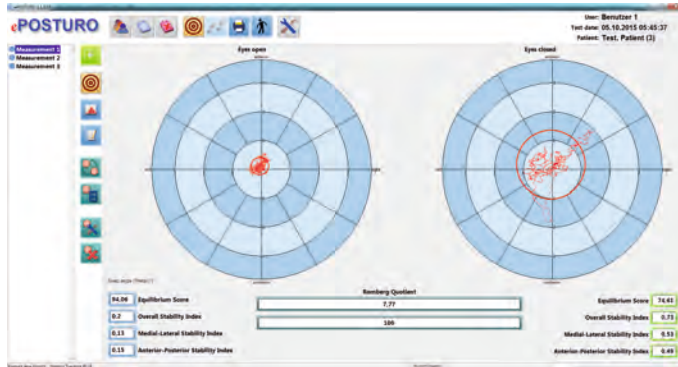 ePOSTURO
User: Benutzer 1
Test date: 05.10.2015 05:45:37
Patient: Test, Patient (3)
Measurement 1
Measurement 2
Measurement 3
Eyes open
Eyes closed
Romberg Quotient
7,77
100
94,06 Equilibrium Score
0.2 Overall Stability Index
0,13 Medial-Lateral Stability Index
0.15 Anterior-Posterior Stability Index
Equilibrium Score 74,61
Overall Stability Index 0,73
Medial-Lateral Stability Index 0.53
Anterior-Posterior Stability Index 0.49